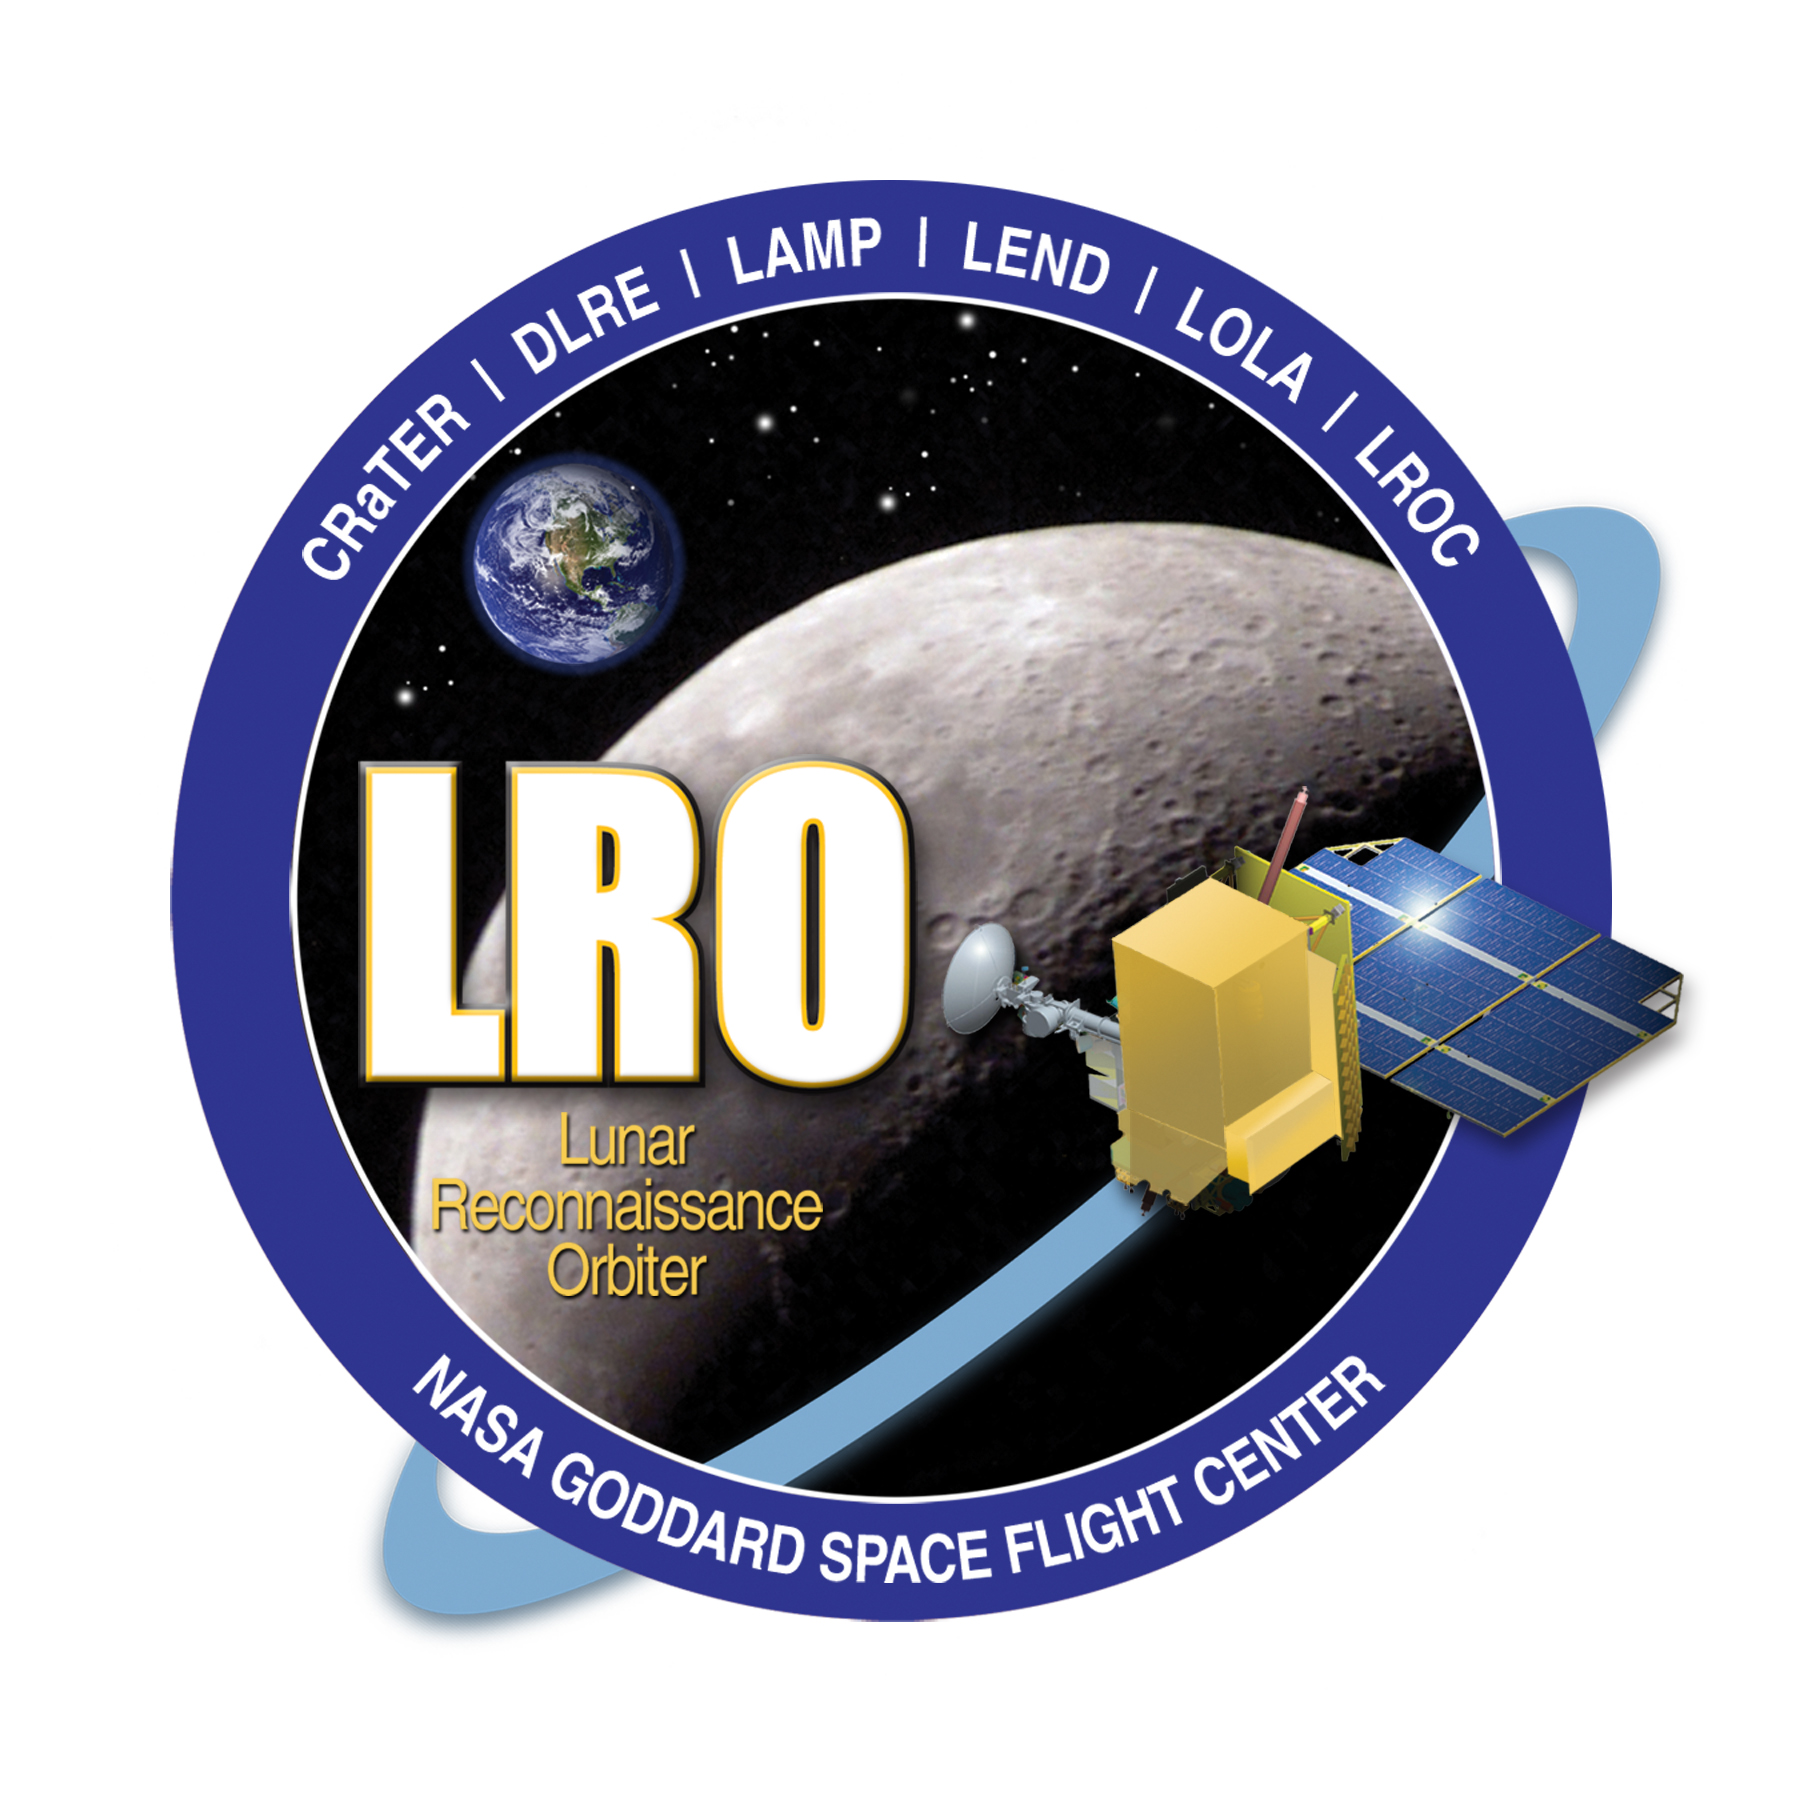 CRaTER | DLRE | LAMP | LEND | LOLA | LROC
LRO
Lunar
Reconnaissance
Orbiter
NASA GODDARD SPACE FLIGHT CENTER